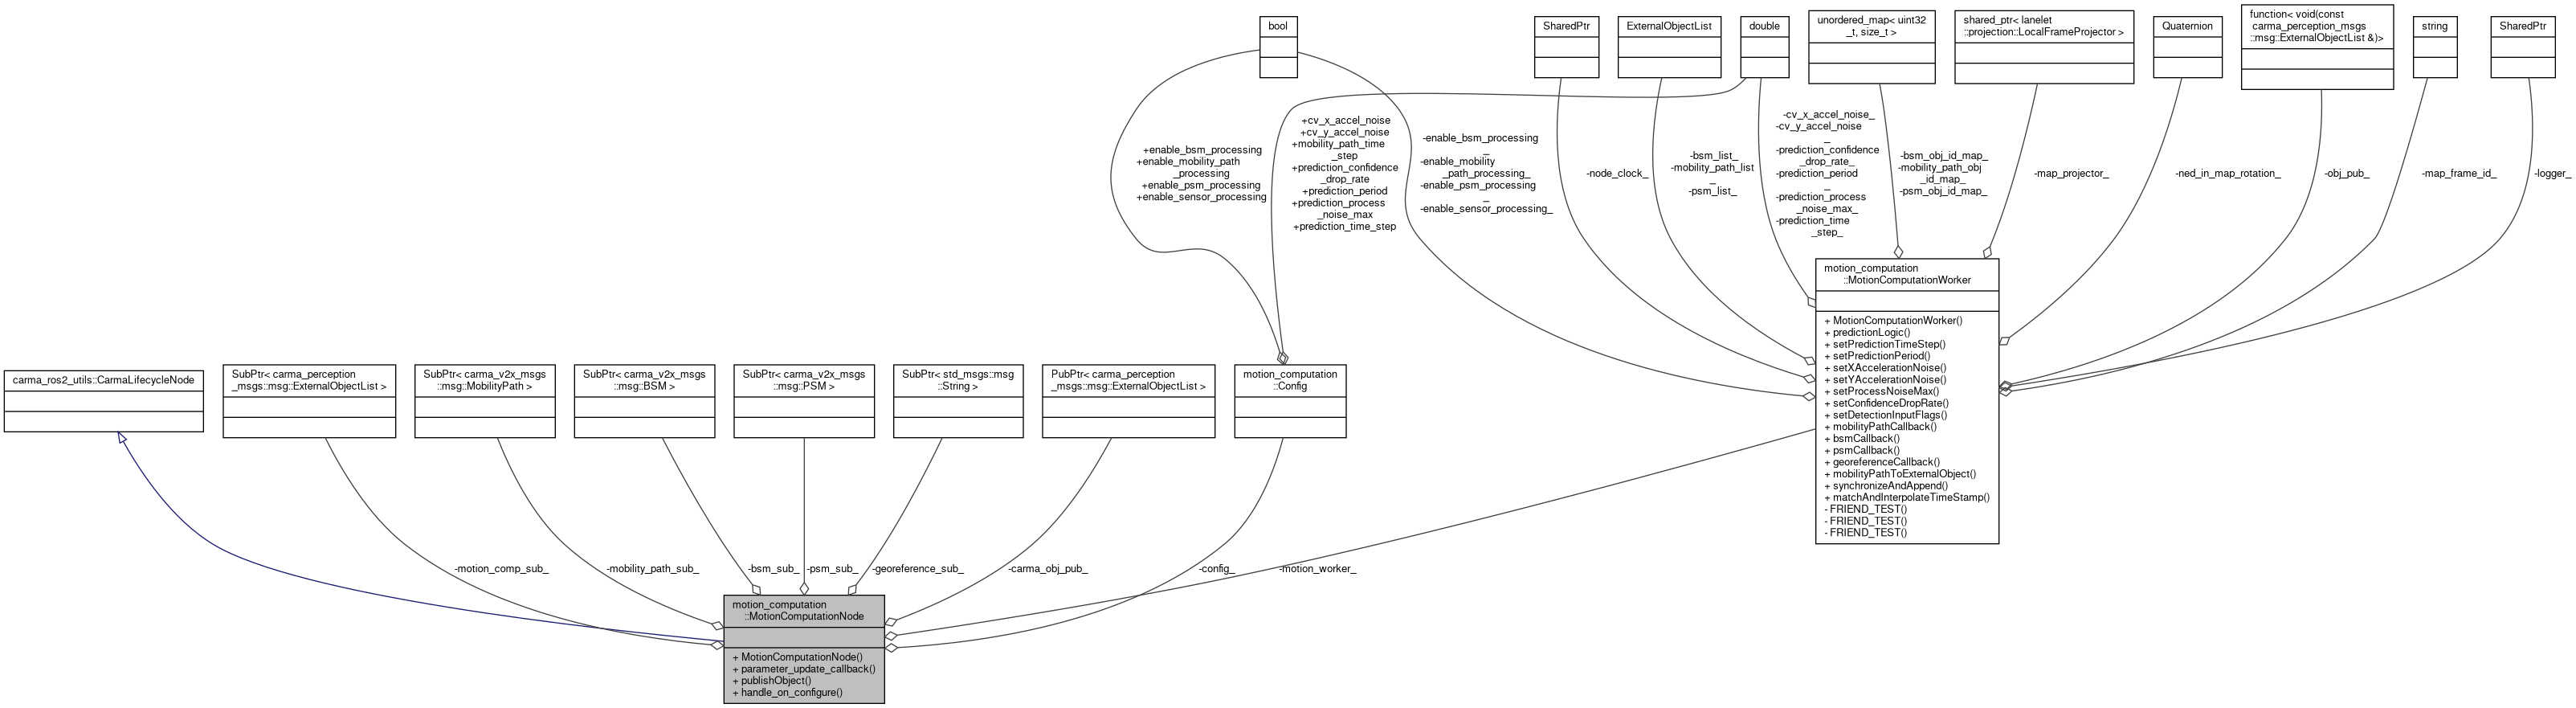 bool
SharedPtr
ExternalObjectList
double
unordered_map< uint32
_t, size_t >
shared_ptr< lanelet
::projection::LocalFrameProjector >
Quaternion
function< void(const
carma_perception_msgs
::msg::ExternalObjectList &)>
string
SharedPtr
+enable_bsm_processing
+enable_mobility_path
_processing
+enable_psm_processing
+enable_sensor_processing
+cv_x_accel_noise
+cv_y_accel_noise
+mobility_path_time
_step
+prediction_confidence
_drop_rate
+prediction_period
+prediction_process
_noise_max
+prediction_time_step
-enable_bsm_processing
_
-enable_mobility
_path_processing_
-enable_psm_processing
_
-enable_sensor_processing_
-node_clock_
-bsm_list_
-mobility_path_list
_
-psm_list_
-cv_x_accel_noise_
-cv_y_accel_noise
_
-prediction_confidence
_drop_rate_
-prediction_period
_
-prediction_process
_noise_max_
-prediction_time
_step_
-bsm_obj_id_map_
-mobility_path_obj
_id_map_
-psm_obj_id_map_
-map_projector_
-ned_in_map_rotation_
-obj_pub_
-map_frame_id_
-logger_
motion_computation
::MotionComputationWorker
+ MotionComputationWorker()
+ predictionLogic()
+ setPredictionTimeStep()
+ setPredictionPeriod()
+ setXAccelerationNoise()
+ setYAccelerationNoise()
+ setProcessNoiseMax()
+ setConfidenceDropRate()
+ setDetectionInputFlags()
+ mobilityPathCallback()
+ bsmCallback()
+ psmCallback()
+ georeferenceCallback()
+ mobilityPathToExternalObject()
+ synchronizeAndAppend()
+ matchAndInterpolateTimeStamp()
- FRIEND_TEST()
- FRIEND_TEST()
- FRIEND_TEST()
carma_ros2_utils::CarmaLifecycleNode
SubPtr< carma_perception
_msgs::msg::ExternalObjectList >
SubPtr< carma_v2x_msgs
::msg::MobilityPath >
SubPtr< carma_v2x_msgs
::msg::BSM >
SubPtr< carma_v2x_msgs
::msg::PSM >
SubPtr< std_msgs::msg
::String >
PubPtr< carma_perception
_msgs::msg::ExternalObjectList >
motion_computation
::Config
-motion_comp_sub_
-mobility_path_sub_
-bsm_sub_
-psm_sub_
-georeference_sub_
-carma_obj_pub_
-config_
-motion_worker_
motion_computation
::MotionComputationNode
+ MotionComputationNode()
+ parameter_update_callback()
+ publishObject()
+ handle_on_configure()